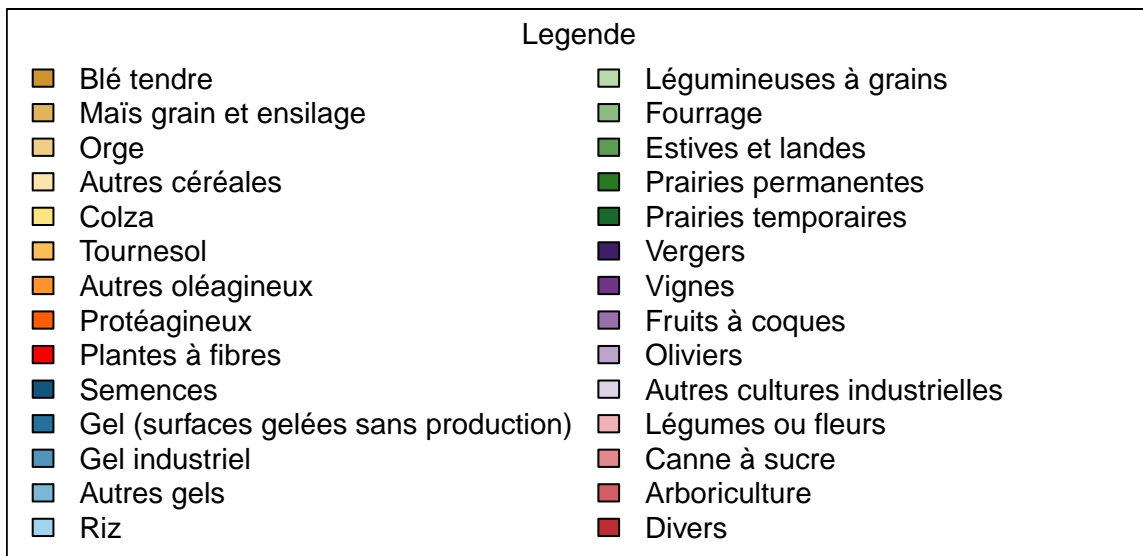 Legende
Blé tendre
Maïs grain et ensilage
Orge
Autres céréales
Colza
Tournesol
Autres oléagineux
Protéagineux
Plantes à fibres
Semences
Gel (surfaces gelées sans production)
Gel industriel
Autres gels
Riz
Légumineuses à grains
Fourrage
Estives et landes
Prairies permanentes
Prairies temporaires
Vergers
Vignes
Fruits à coques
Oliviers
Autres cultures industrielles
Légumes ou fleurs
Canne à sucre
Arboriculture
Divers